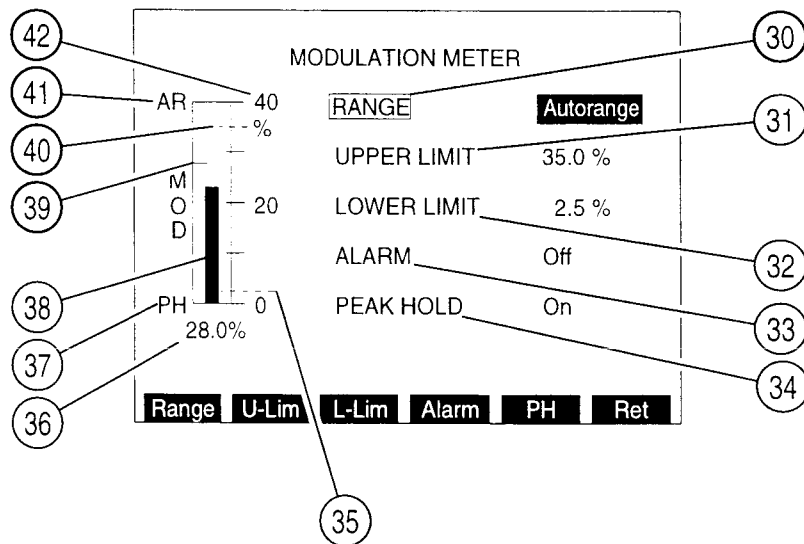 42
30
MODULATION METER
41
AR 40 RANGE Autorange
40
%
31
UPPER LIMIT 35.0 %
39
M
O
D
20
LOWER LIMIT 2.5 %
32
ALARM Off
38
33
PH 0 PEAK HOLD On
37
28.0%
34
36
Range U-Lim L-Lim Alarm PH Ret
35